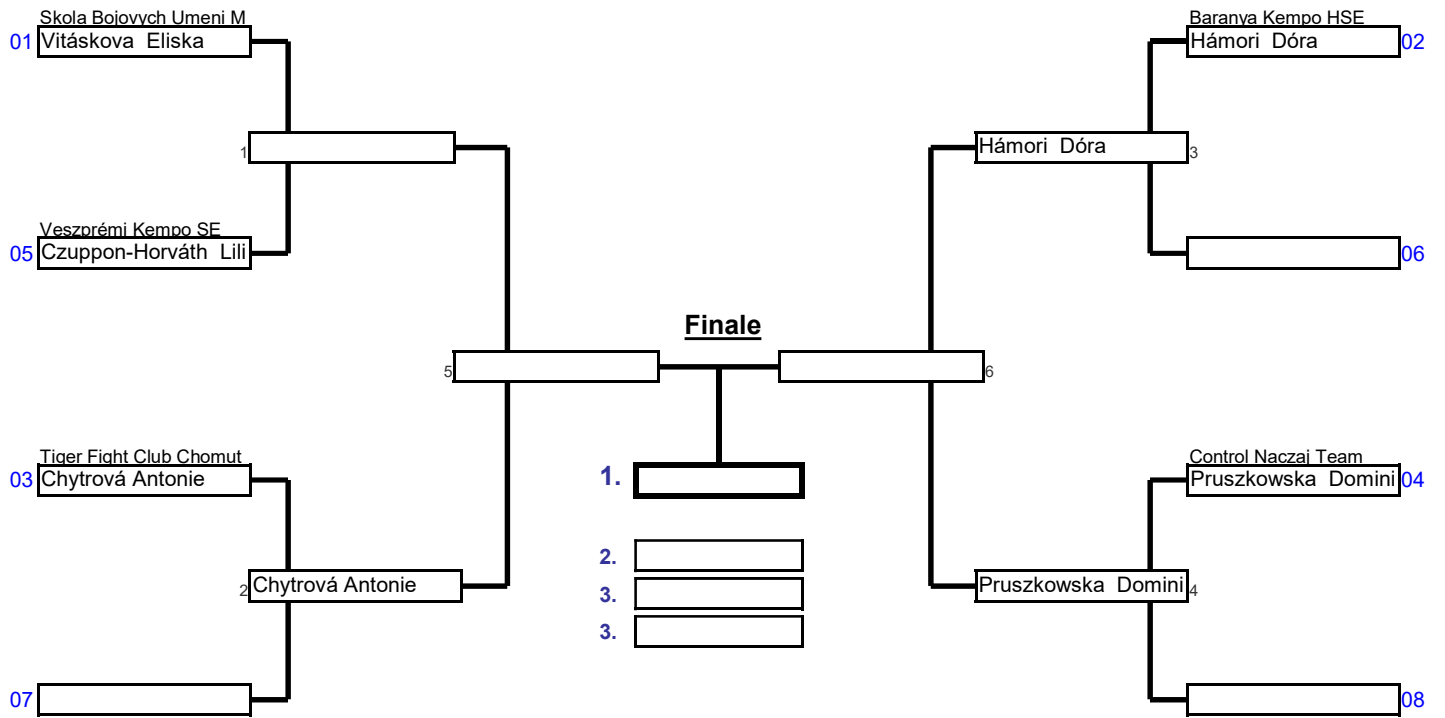 Skola Bojovych Umeni M
01 Vitáskova Eliska
Baranya Kempo HSE
Hámori Dóra 02
1
Hámori Dóra 3
Veszprémi Kempo SE
05 Czuppon-Horváth Lili
06
Finale
5
6
Tiger Fight Club Chomut
03 Chytrová Antonie
1.
Control Naczaj Team
Pruszkowska Domini 04
2.
2 Chytrová Antonie
3.
Pruszkowska Domini 4
3.
07
08